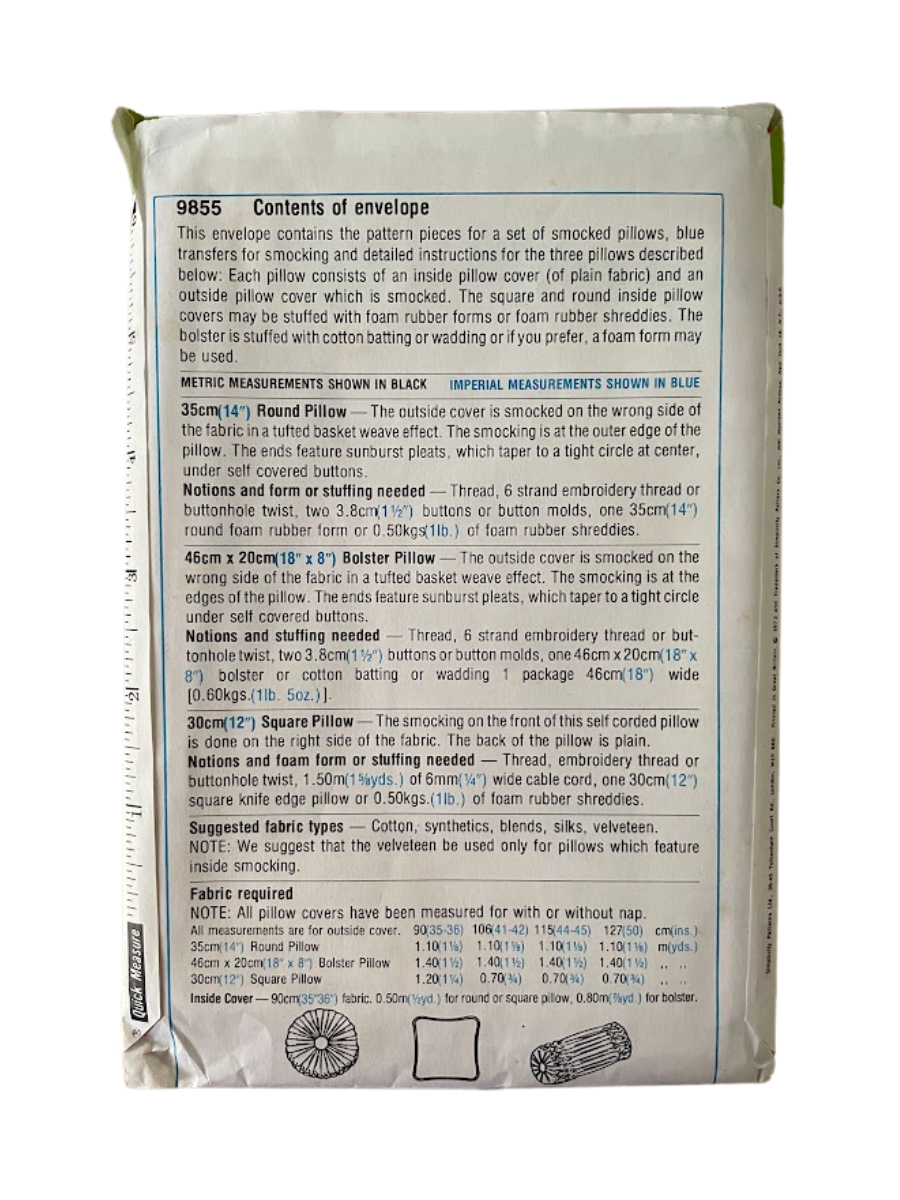 9855 Contents of envelope
This envelope contains the pattern pieces for a set of smocked pillows, blue
transfers for smocking and detailed instructions for the three pillows described
below: Each pillow consists of an inside pillow cover (of plain fabric) and an
outside pillow cover which is smocked. The square and round inside pillow
covers may be stuffed with foam rubber forms or foam rubber shreddies. The
bolster is stuffed with cotton batting or wadding or if you prefer, a foam form may
be used.
METRIC MEASUREMENTS SHOWN IN BLACK IMPERIAL MEASUREMENTS SHOWN IN BLUE
35cm(14") Round Pillow — The outside cover is smocked on the wrong side of
the fabric in a tufted basket weave effect. The smocking is at the outer edge of the
pillow. The ends feature sunburst pleats, which taper to a tight circle at center,
under self covered buttons.
Notions and form or stuffing needed — Thread, 6 strand embroidery thread or
buttonhole twist, two 3.8cm(1½") buttons or button molds, one 35cm(14")
round foam rubber form or 0.50kgs(1lb.) of foam rubber shreddies.
46cm x 20cm(18" x 8") Bolster Pillow — The outside cover is smocked on the
wrong side of the fabric in a tufted basket weave effect. The smocking is at the
edges of the pillow. The ends feature sunburst pleats, which taper to a tight circle
under self covered buttons.
Notions and stuffing needed — Thread, 6 strand embroidery thread or but-
tonhole twist, two 3.8cm(1½") buttons or button molds, one 46cm x 20cm(18" x
8") bolster or cotton batting or wadding 1 package 46cm(18") wide
[0.60kgs.(1lb. 5oz.)].
30cm(12") Square Pillow — The smocking on the front of this self corded pillow
is done on the right side of the fabric. The back of the pillow is plain.
Notions and foam form or stuffing needed — Thread, embroidery thread or
buttonhole twist, 1.50m(1⅝yds.) of 6mm(¼") wide cable cord, one 30cm(12")
square knife edge pillow or 0.50kgs.(1lb.) of foam rubber shreddies.
Suggested fabric types — Cotton, synthetics, blends, silks, velveteen.
NOTE: We suggest that the velveteen be used only for pillows which feature
inside smocking.
Fabric required
NOTE: All pillow covers have been measured for with or without nap.
All measurements are for outside cover. 90(35-36) 106(41-42) 115(44-45) 127(50) cm(ins.)
35cm(14") Round Pillow 1.10(1⅛) 1.10(1⅛) 1.10(1⅛) 1.10(1⅛) m(yds.)
46cm x 20cm(18" x 8") Bolster Pillow 1.40(1½) 1.40(1½) 1.40(1½) 1.40(1½) ,, ,,
30cm(12") Square Pillow 1.20(1¼) 0.70(¾) 0.70(¾) 0.70(¾) ,, ,,
Inside Cover — 90cm(35"36") fabric. 0.50m(½yd.) for round or square pillow, 0.80m(⅞yd.) for bolster.
Quick Measure